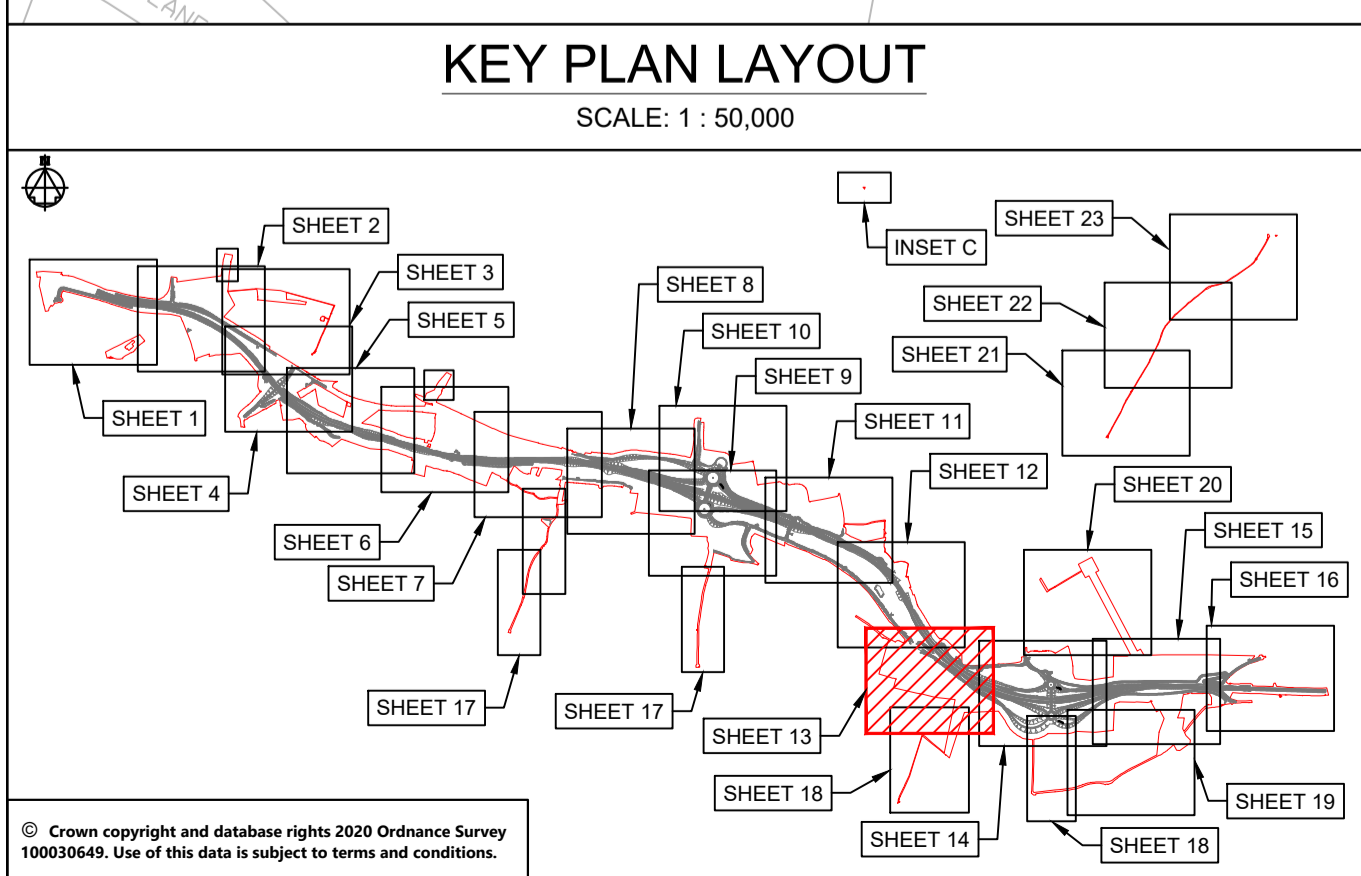 LAND
KEY PLAN LAYOUT
SCALE: 1 : 50,000
N
SHEET 2
SHEET 23
INSET C
SHEET 3
SHEET 8
SHEET 22
SHEET 5
SHEET 10
SHEET 21
SHEET 9
SHEET 1
SHEET 11
SHEET 12
SHEET 4
SHEET 20
SHEET 6
SHEET 15
SHEET 7
SHEET 16
SHEET 17
SHEET 17
SHEET 13
SHEET 18
SHEET 19
SHEET 14
SHEET 18
© Crown copyright and database rights 2020 Ordnance Survey
100030649. Use of this data is subject to terms and conditions.